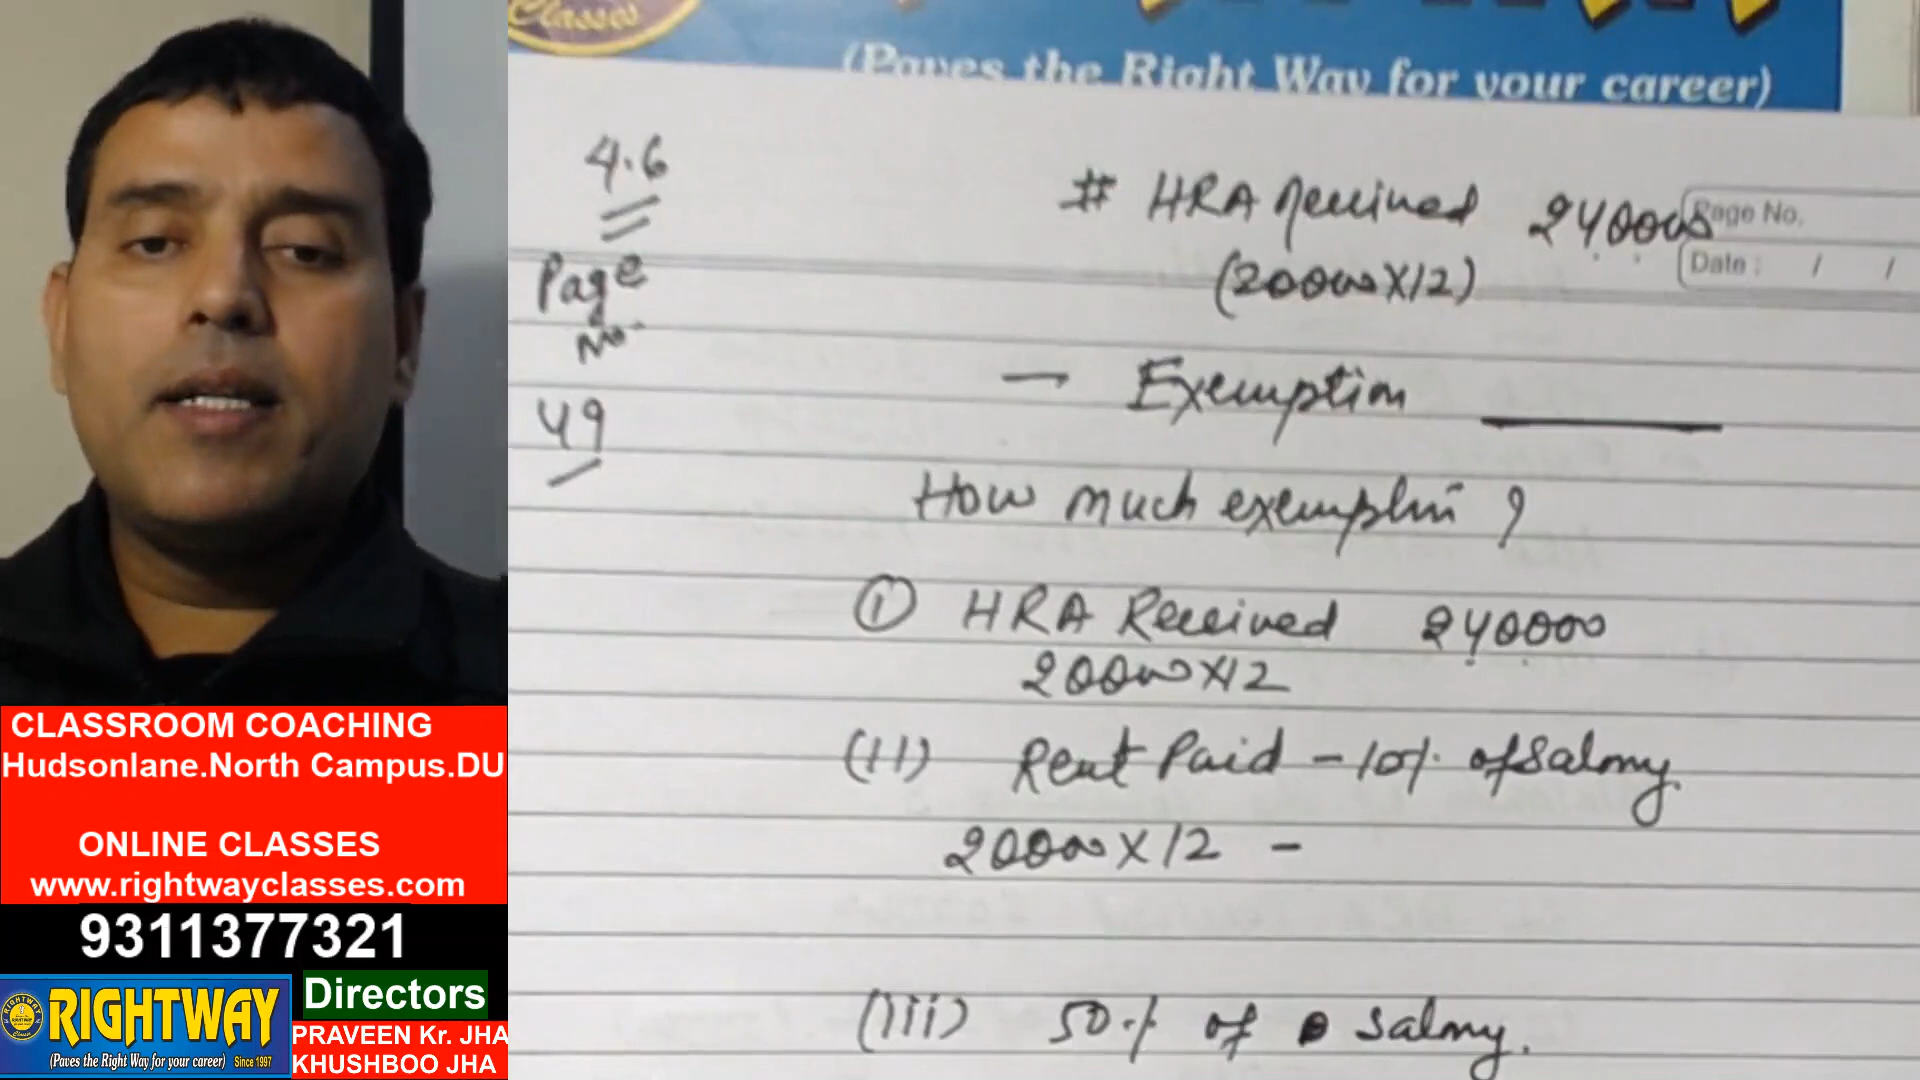 Classes
(Paves the Right Way for your career)
4.6
Page
No.
49
# HRA Received 240000
(20000X12)
Page No.
Date : / /
— Exemption ______
How much exemption ?
(i) HRA Received 240000
20000X12
(ii) Rent Paid - 10% of salary
20000 X 12 -
(iii) 50% of salary.
CLASSROOM COACHING
Hudsonlane.North Campus.DU
ONLINE CLASSES
www.rightwayclasses.com
9311377321
RIGHTWAY
(Paves the Right Way for your career) Since 1997
Directors
PRAVEEN Kr. JHA
KHUSHBOO JHA